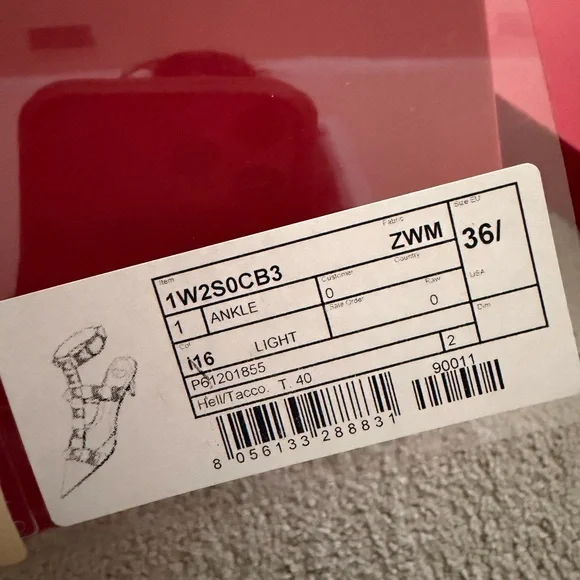 Item
Fabric
Size EU
1W2S0CB3
ZWM
36/
1
ANKLE
Customer
Country
0
USA
Col
Sale Order
Raw
0
i16
LIGHT
Dim
P61201855
2
Hell/Tacco. T. 40
90011
8 056133 288831